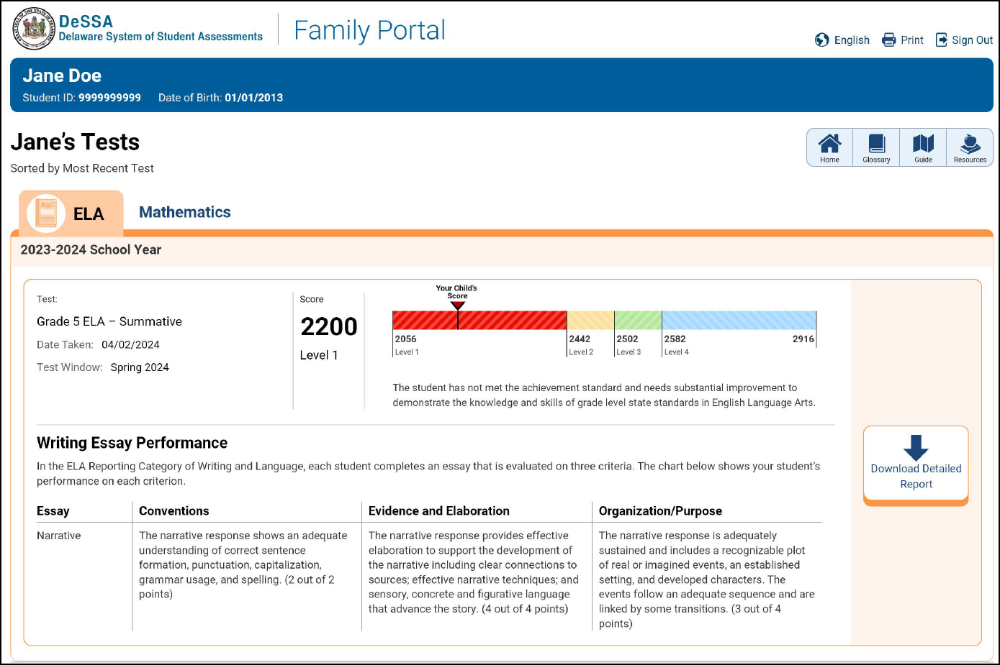 DeSSA
Delaware System of Student Assessments
Family Portal
English
Print
Sign Out
Jane Doe
Student ID: 9999999999 Date of Birth: 01/01/2013
Jane's Tests
Sorted by Most Recent Test
Home
Glossary
Guide
Resources
ABC
ELA
Mathematics
2023-2024 School Year
Test:
Grade 5 ELA – Summative
Date Taken: 04/02/2024
Test Window: Spring 2024
Score
2200
Level 1
Your Child's
Score
2056
Level 1
2442
Level 2
2502
Level 3
2582
Level 4
2916
The student has not met the achievement standard and needs substantial improvement to
demonstrate the knowledge and skills of grade level state standards in English Language Arts.
Writing Essay Performance
In the ELA Reporting Category of Writing and Language, each student completes an essay that is evaluated on three criteria. The chart below shows your student's
performance on each criterion.
Essay
Conventions
Evidence and Elaboration
Organization/Purpose
Narrative
The narrative response shows an adequate
understanding of correct sentence
formation, punctuation, capitalization,
grammar usage, and spelling. (2 out of 2
points)
The narrative response provides effective
elaboration to support the development of
the narrative including clear connections to
sources; effective narrative techniques; and
sensory, concrete and figurative language
that advance the story. (4 out of 4 points)
The narrative response is adequately
sustained and includes a recognizable plot
of real or imagined events, an established
setting, and developed characters. The
events follow an adequate sequence and are
linked by some transitions. (3 out of 4
points)
Download Detailed
Report